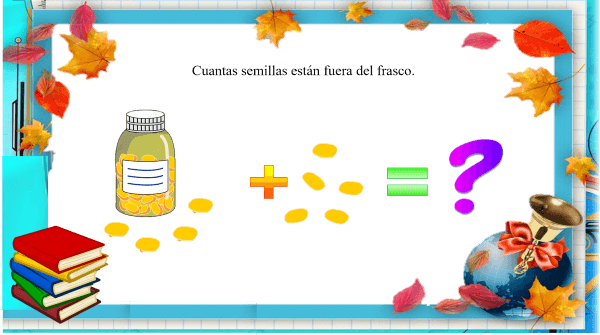 Cuantas semillas están fuera del frasco.
+ = ?